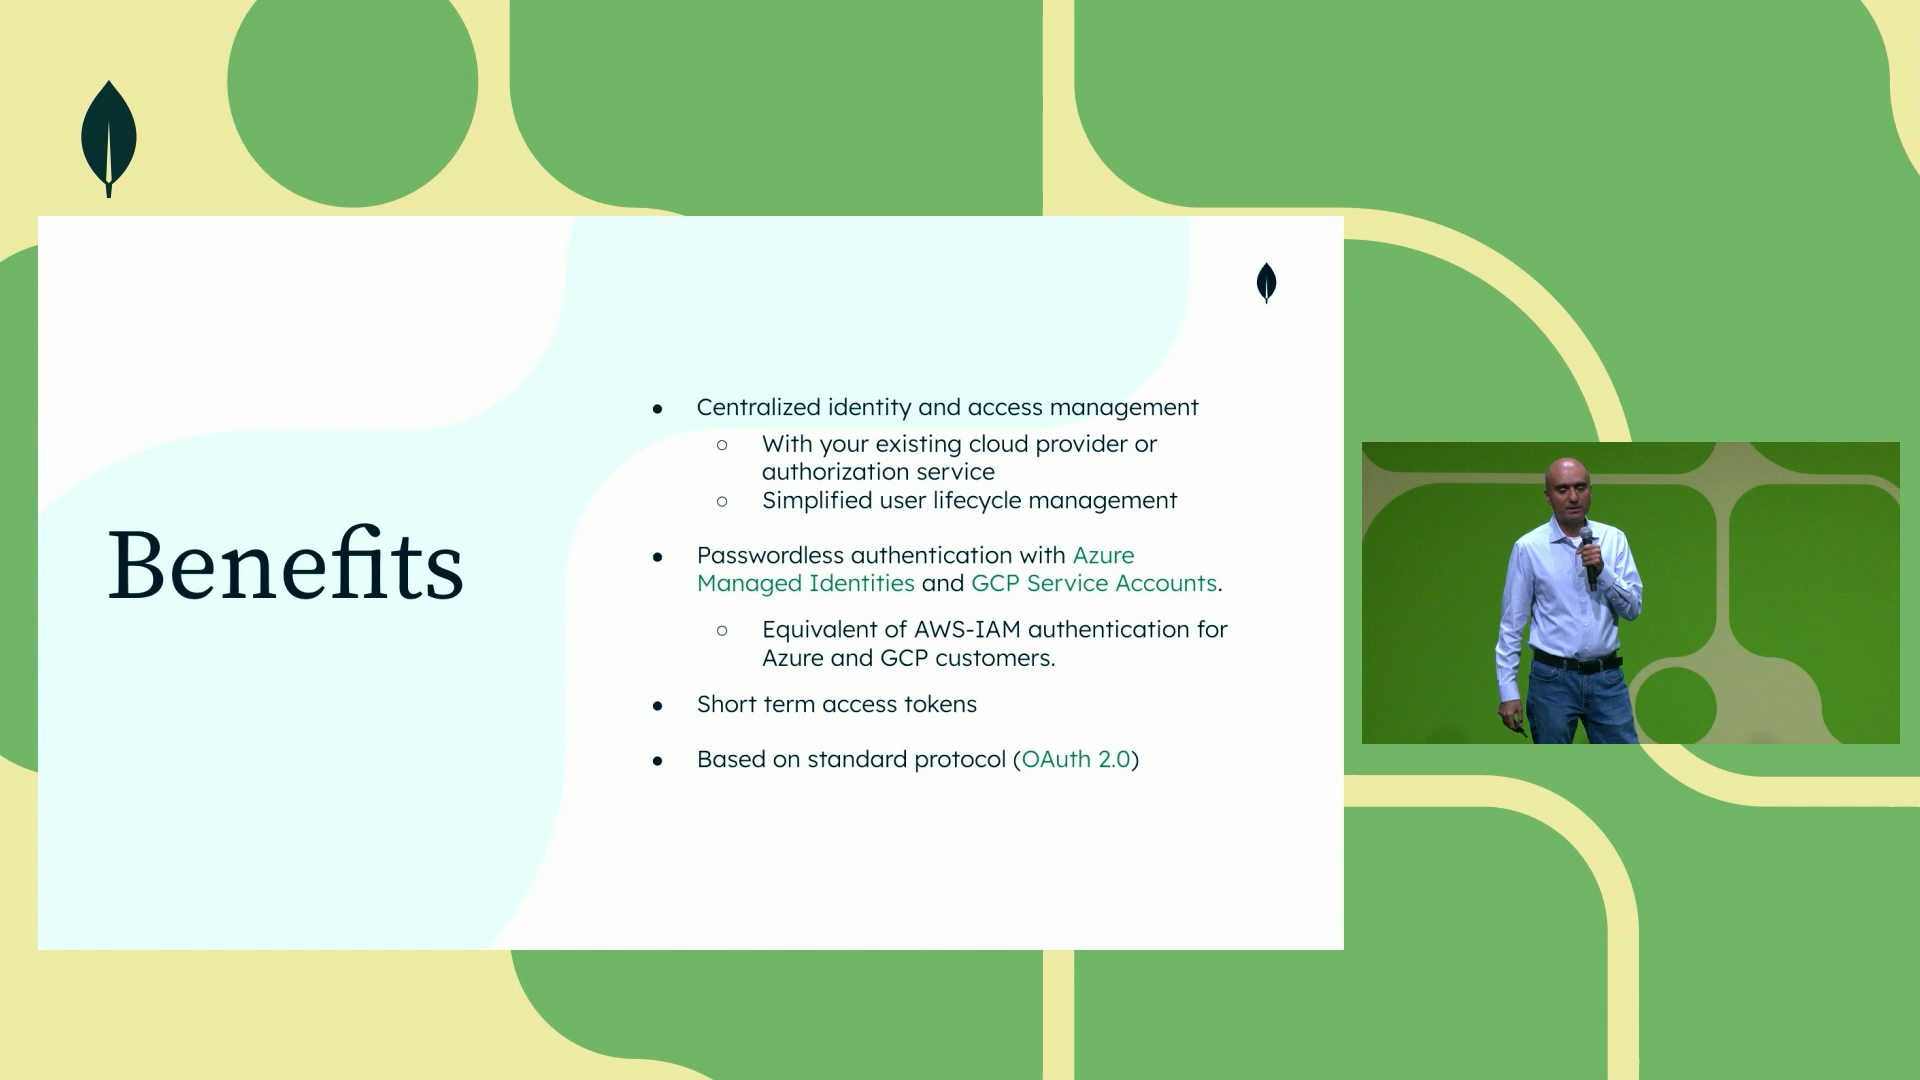 Benefits
● Centralized identity and access management
○ With your existing cloud provider or
authorization service
○ Simplified user lifecycle management
● Passwordless authentication with Azure
Managed Identities and GCP Service Accounts.
○ Equivalent of AWS-IAM authentication for
Azure and GCP customers.
● Short term access tokens
● Based on standard protocol (OAuth 2.0)